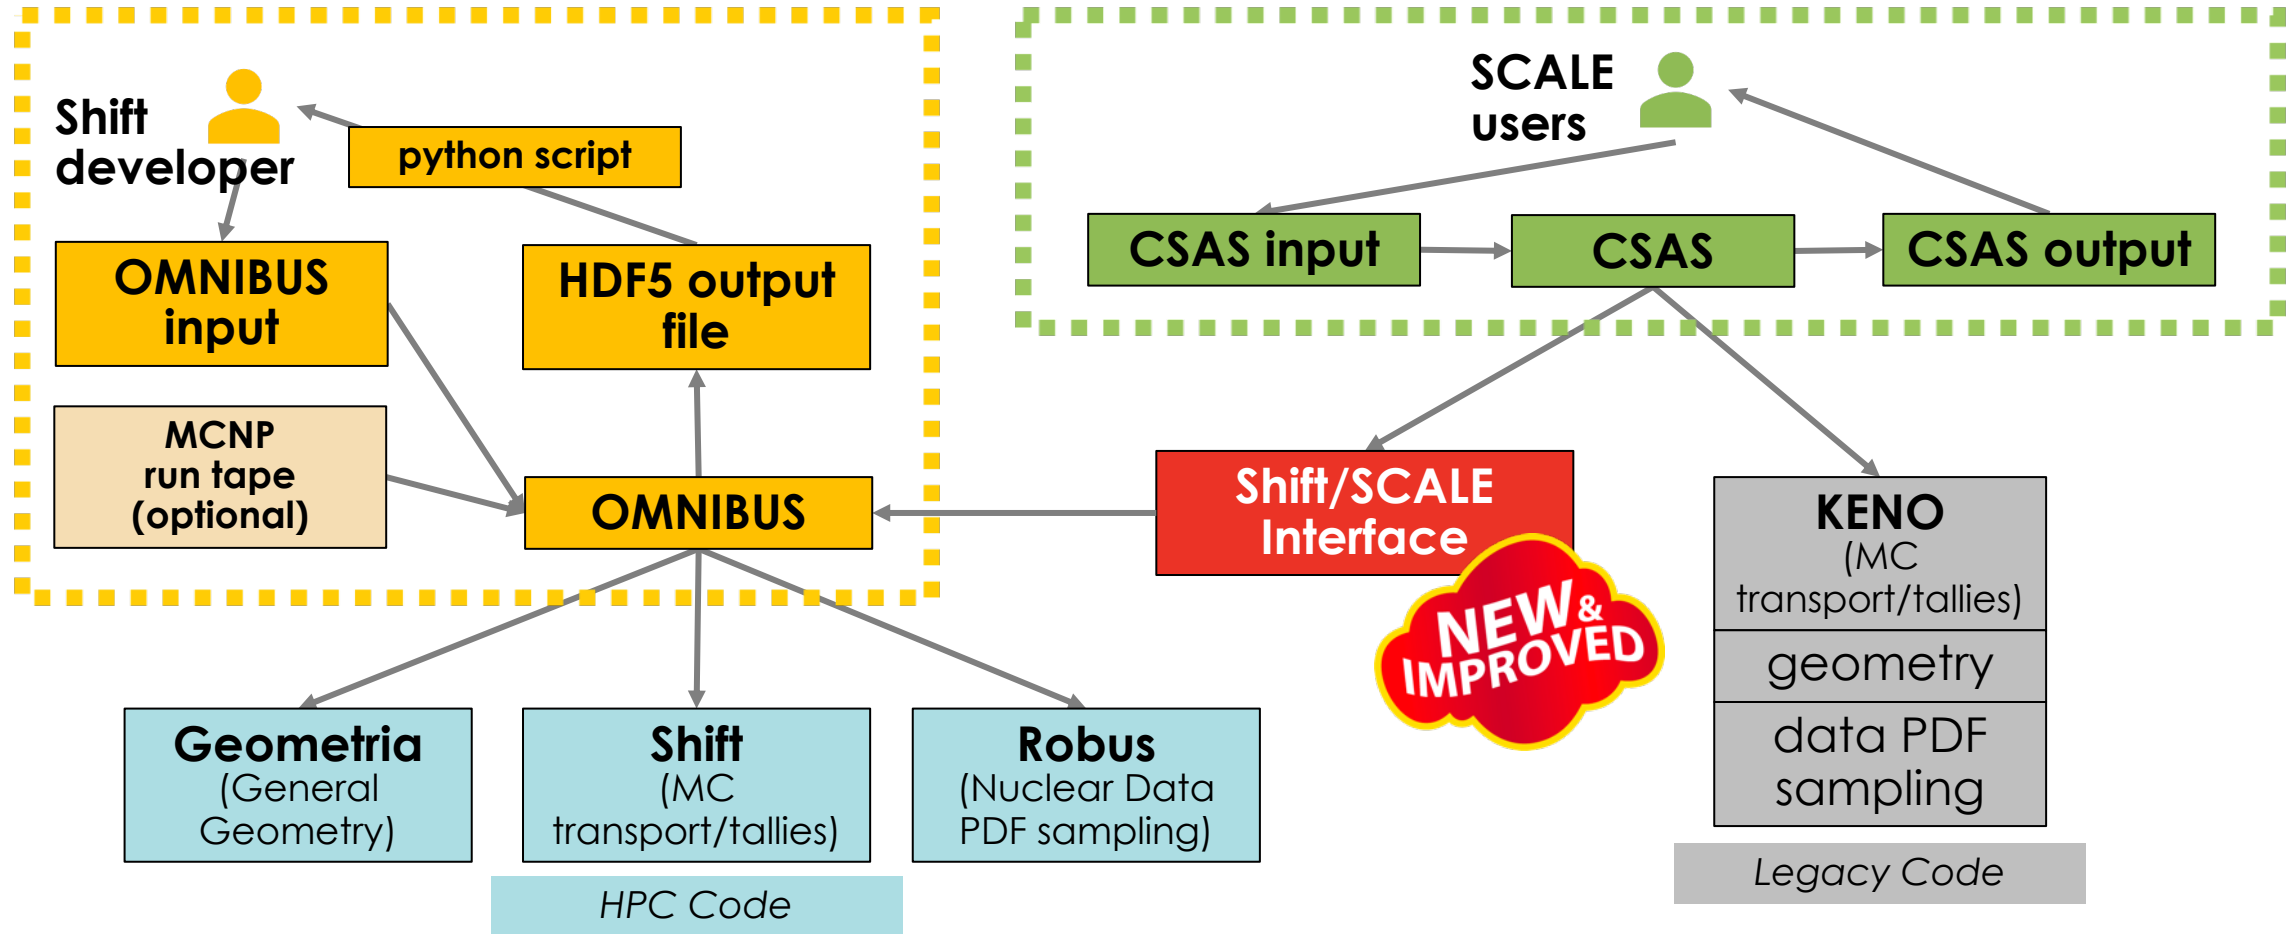 Shift
developer
python script
OMNIBUS
input
HDF5 output
file
MCNP
run tape
(optional)
OMNIBUS
Geometria
(General
Geometry)
Shift
(MC
transport/tallies)
Robus
(Nuclear Data
PDF sampling)
HPC Code
SCALE
users
CSAS input
CSAS
CSAS output
Shift/SCALE
Interface
NEW &
IMPROVED
KENO
(MC
transport/tallies)
geometry
data PDF
sampling
Legacy Code